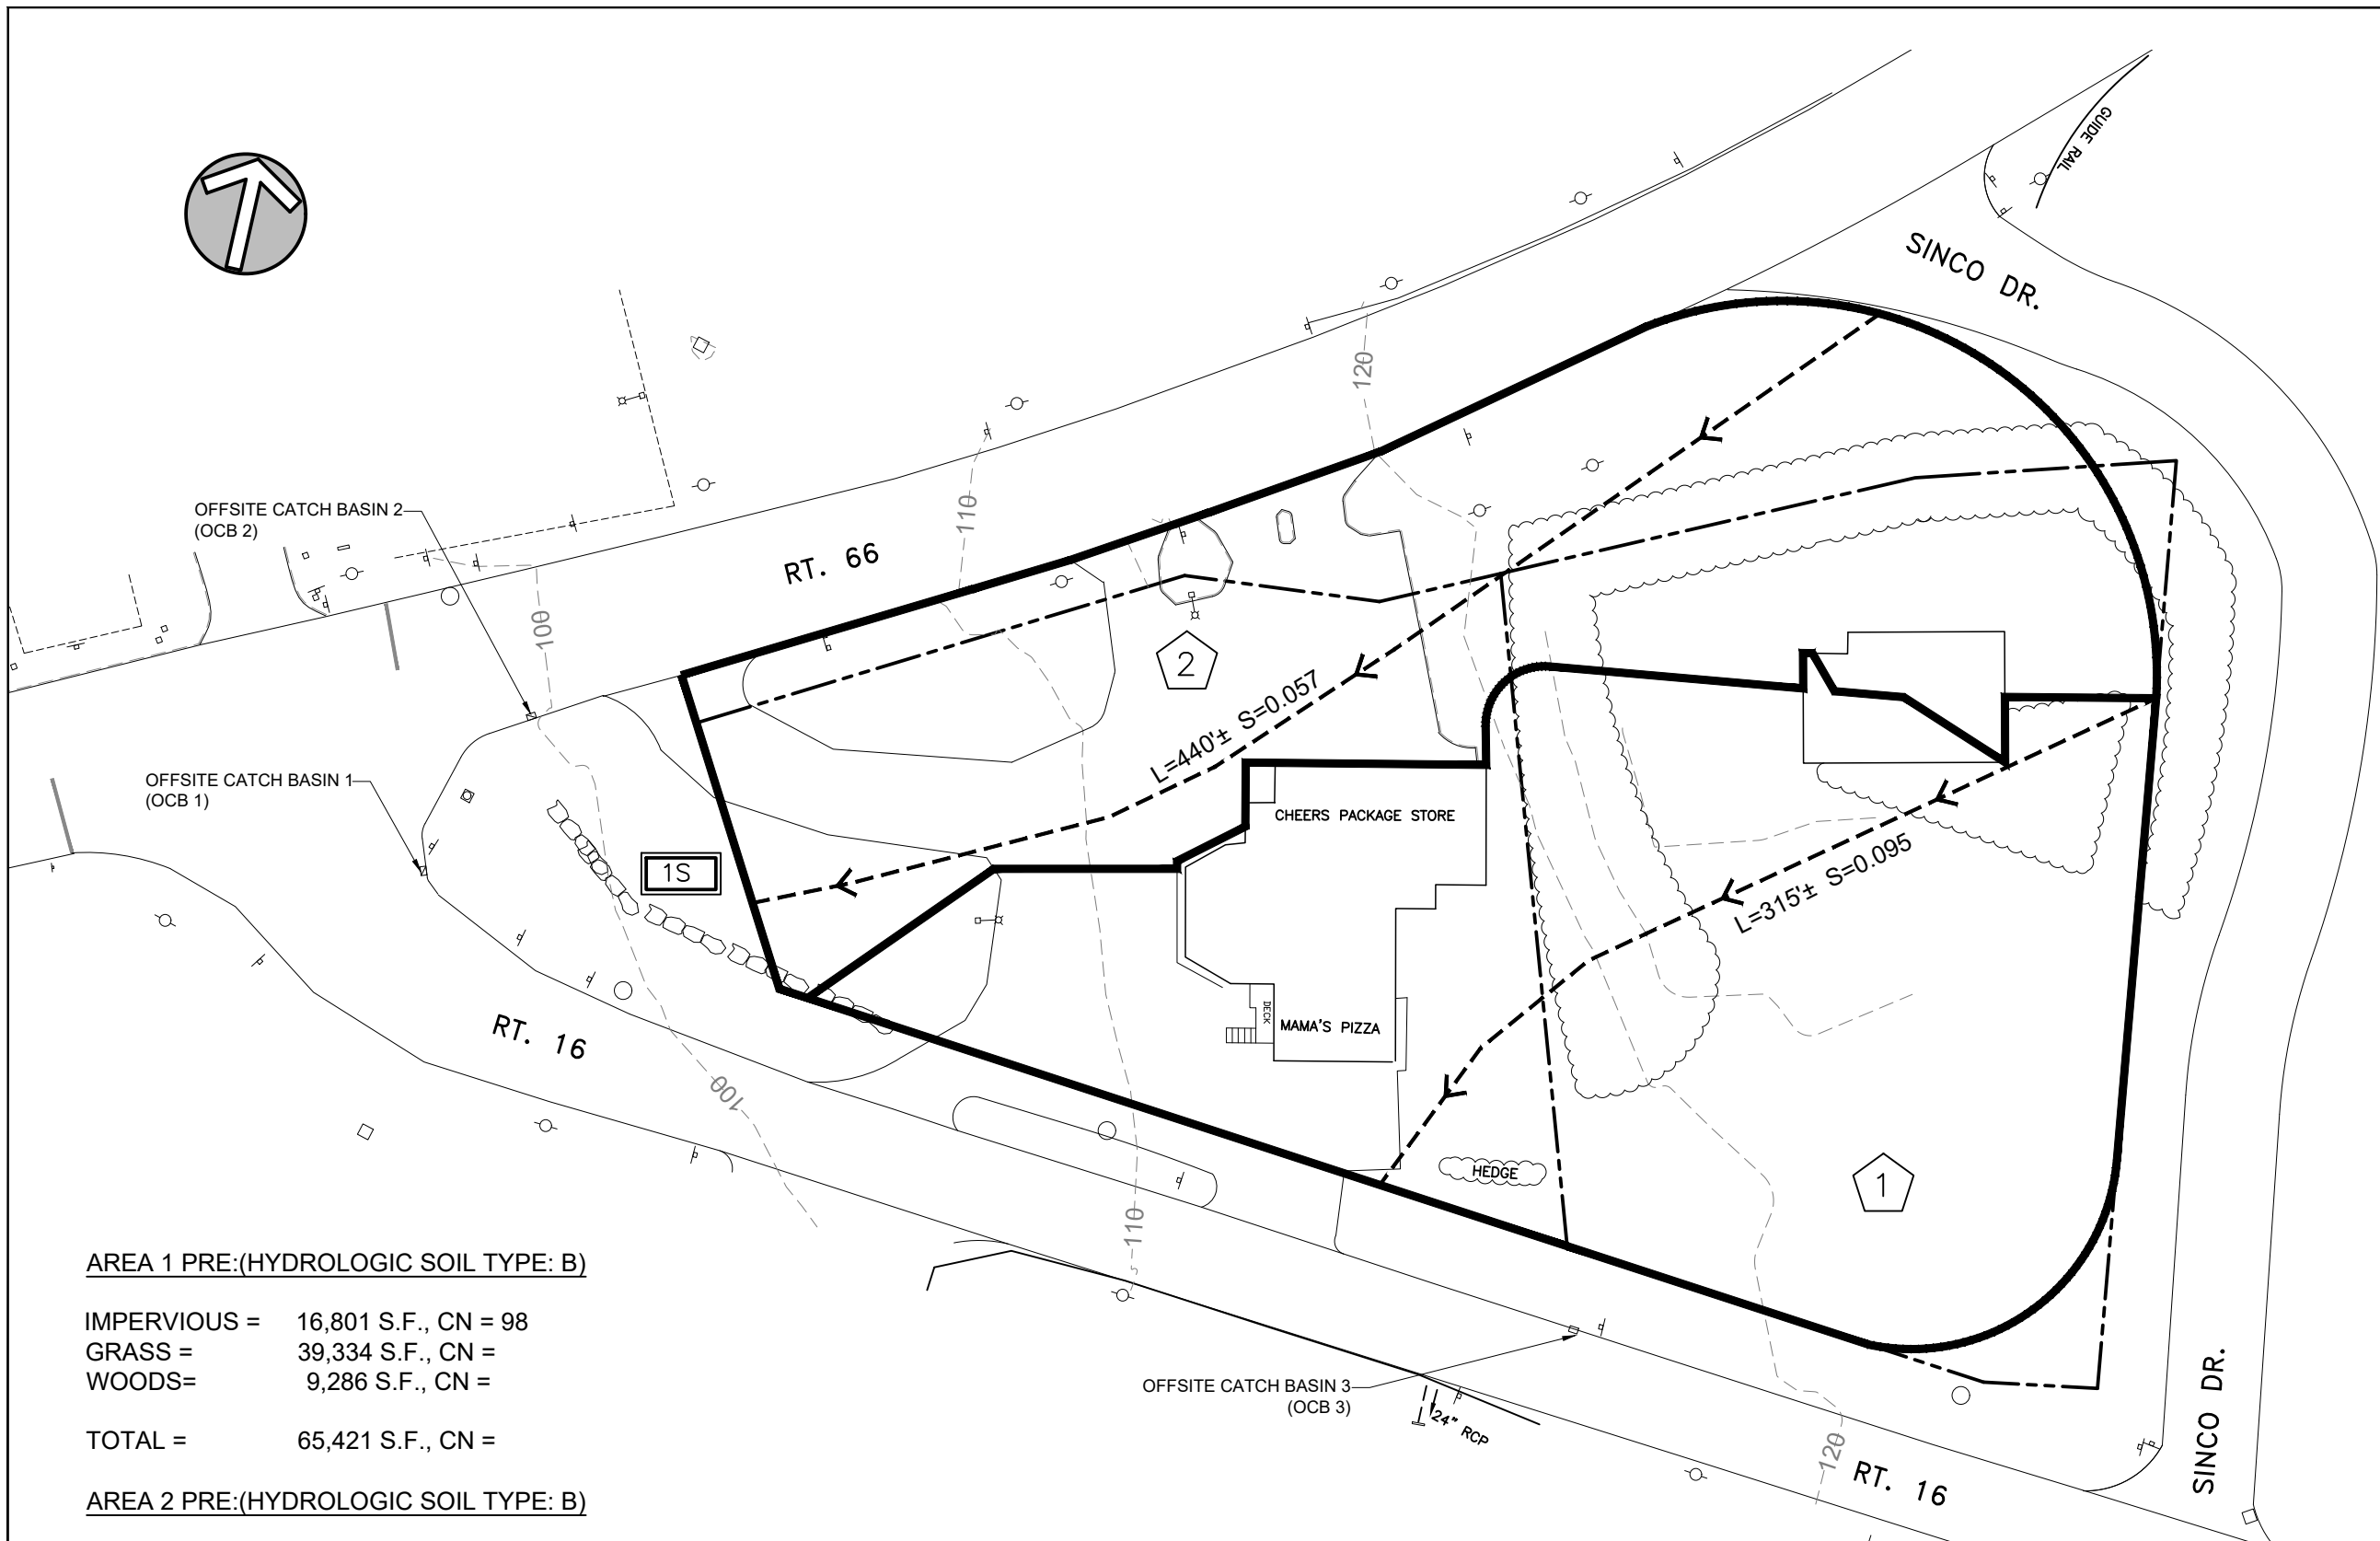 GUIDE RAIL
SINCO DR.
120
OFFSITE CATCH BASIN 2
(OCB 2)
110
RT. 66
100
2
L=440'± S=0.057
OFFSITE CATCH BASIN 1
(OCB 1)
CHEERS PACKAGE STORE
1S
L=315'± S=0.095
DECK
MAMA'S PIZZA
RT. 16
100
HEDGE
1
110
AREA 1 PRE:(HYDROLOGIC SOIL TYPE: B)
IMPERVIOUS = 16,801 S.F., CN = 98
GRASS = 39,334 S.F., CN =
WOODS= 9,286 S.F., CN =
TOTAL = 65,421 S.F., CN =
AREA 2 PRE:(HYDROLOGIC SOIL TYPE: B)
OFFSITE CATCH BASIN 3
(OCB 3)
24" RCP
120
RT. 16
SINCO DR.